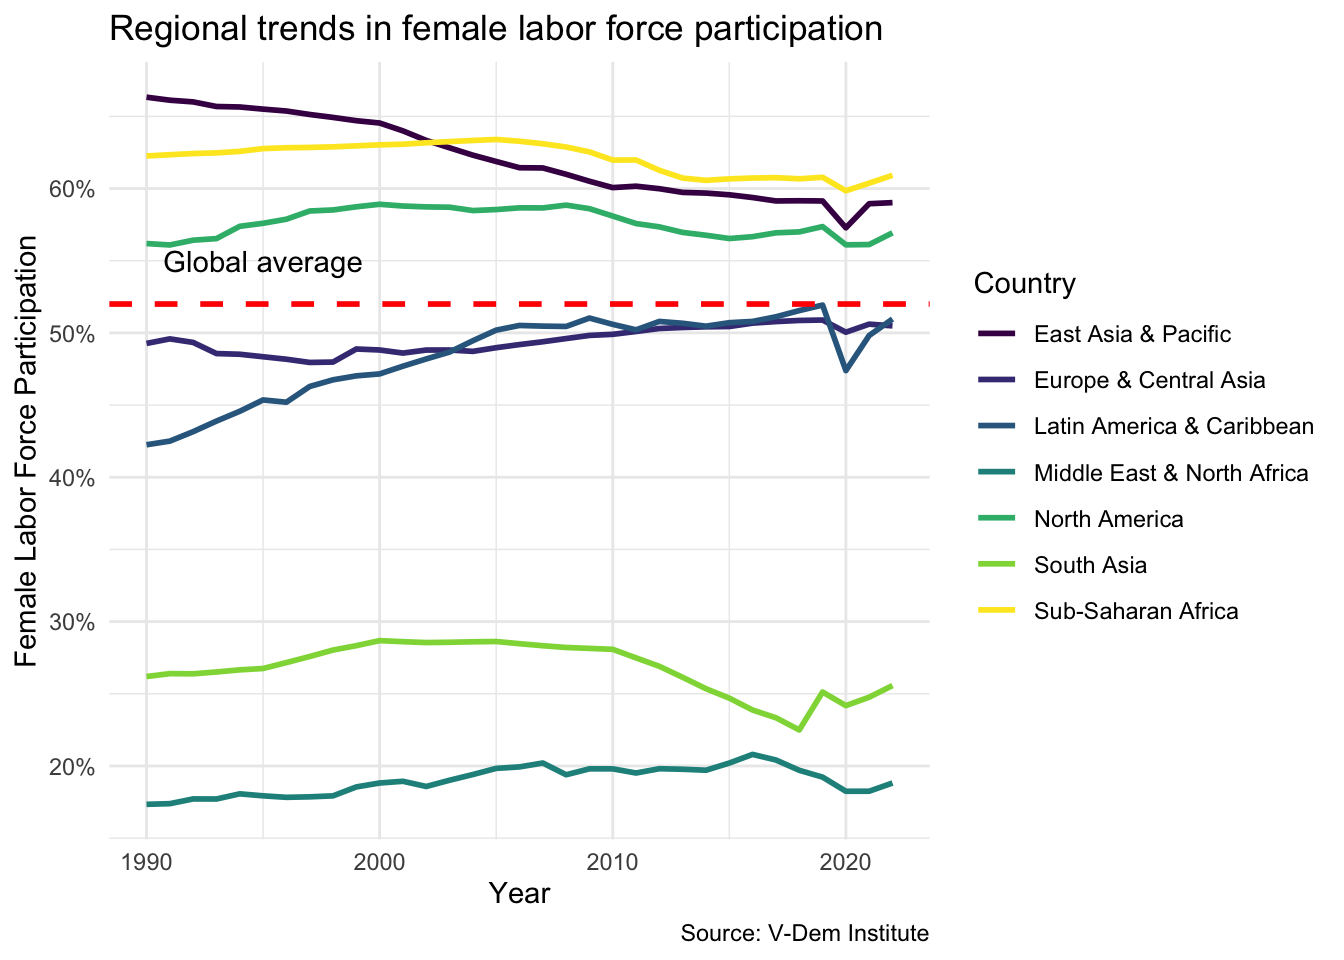 Regional trends in female labor force participation
Female Labor Force Participation
60%
50%
40%
30%
20%
Global average
1990
2000
2010
2020
Year
Country
East Asia & Pacific
Europe & Central Asia
Latin America & Caribbean
Middle East & North Africa
North America
South Asia
Sub-Saharan Africa
Source: V-Dem Institute